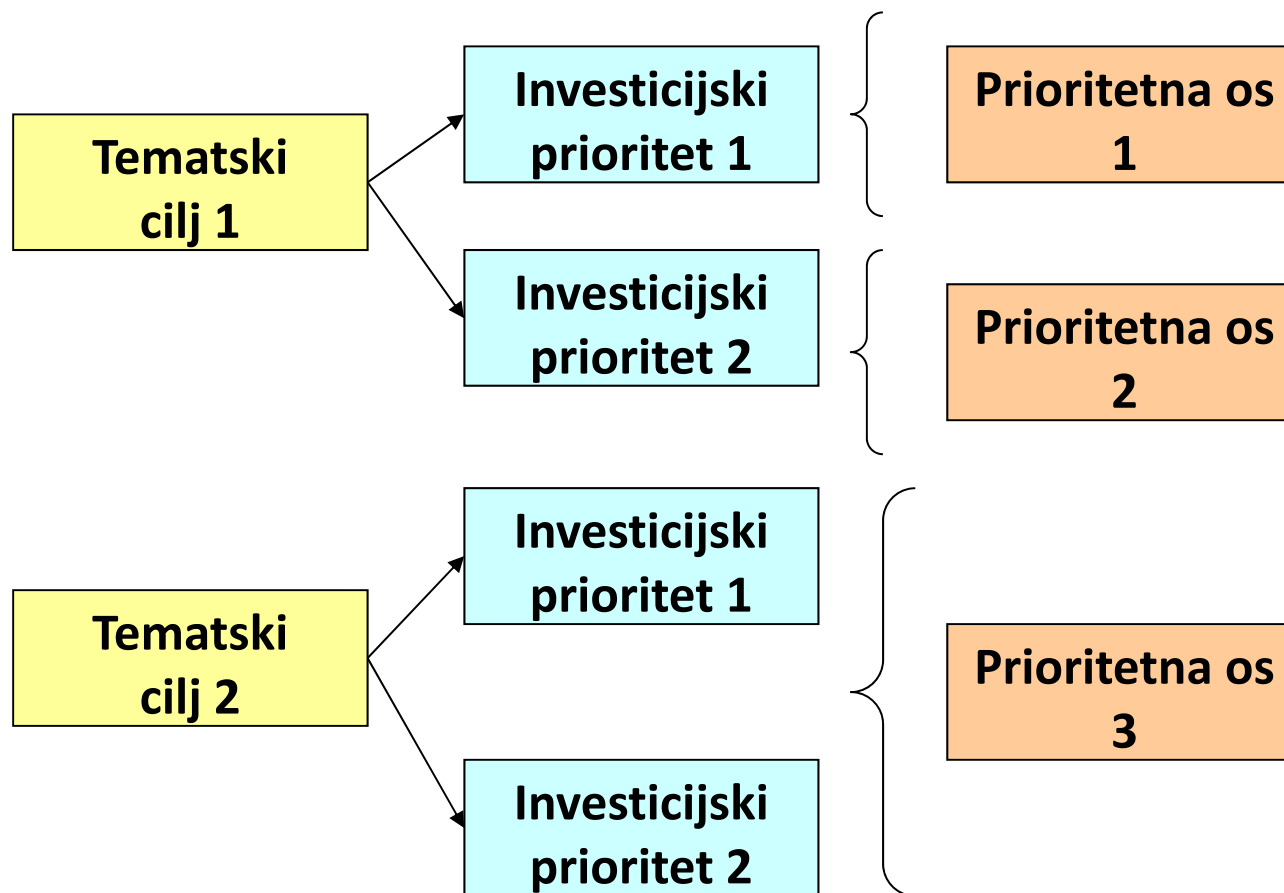 Tematski
cilj 1
Investicijski
prioritet 1
Prioritetna os
1
Investicijski
prioritet 2
Prioritetna os
2
Tematski
cilj 2
Investicijski
prioritet 1
Prioritetna os
3
Investicijski
prioritet 2